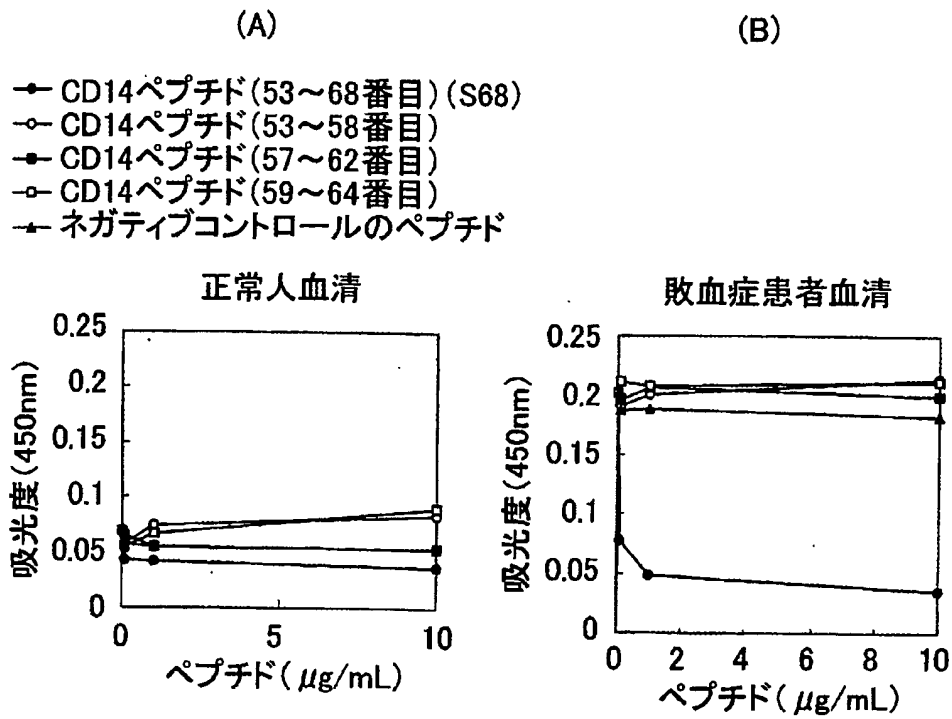 (A)
(B)
CD14ペプチド(53～68番目)(S68)
CD14ペプチド(53～58番目)
CD14ペプチド(57～62番目)
CD14ペプチド(59～64番目)
ネガティブコントロールのペプチド
正常人血清
吸光度(450nm)
0.25
0.2
0.15
0.1
0.05
0
0 5 10
ペプチド(μg/mL)
敗血症患者血清
吸光度(450nm)
0.25
0.2
0.15
0.1
0.05
0
0 2 4 6 8 10
ペプチド(μg/mL)